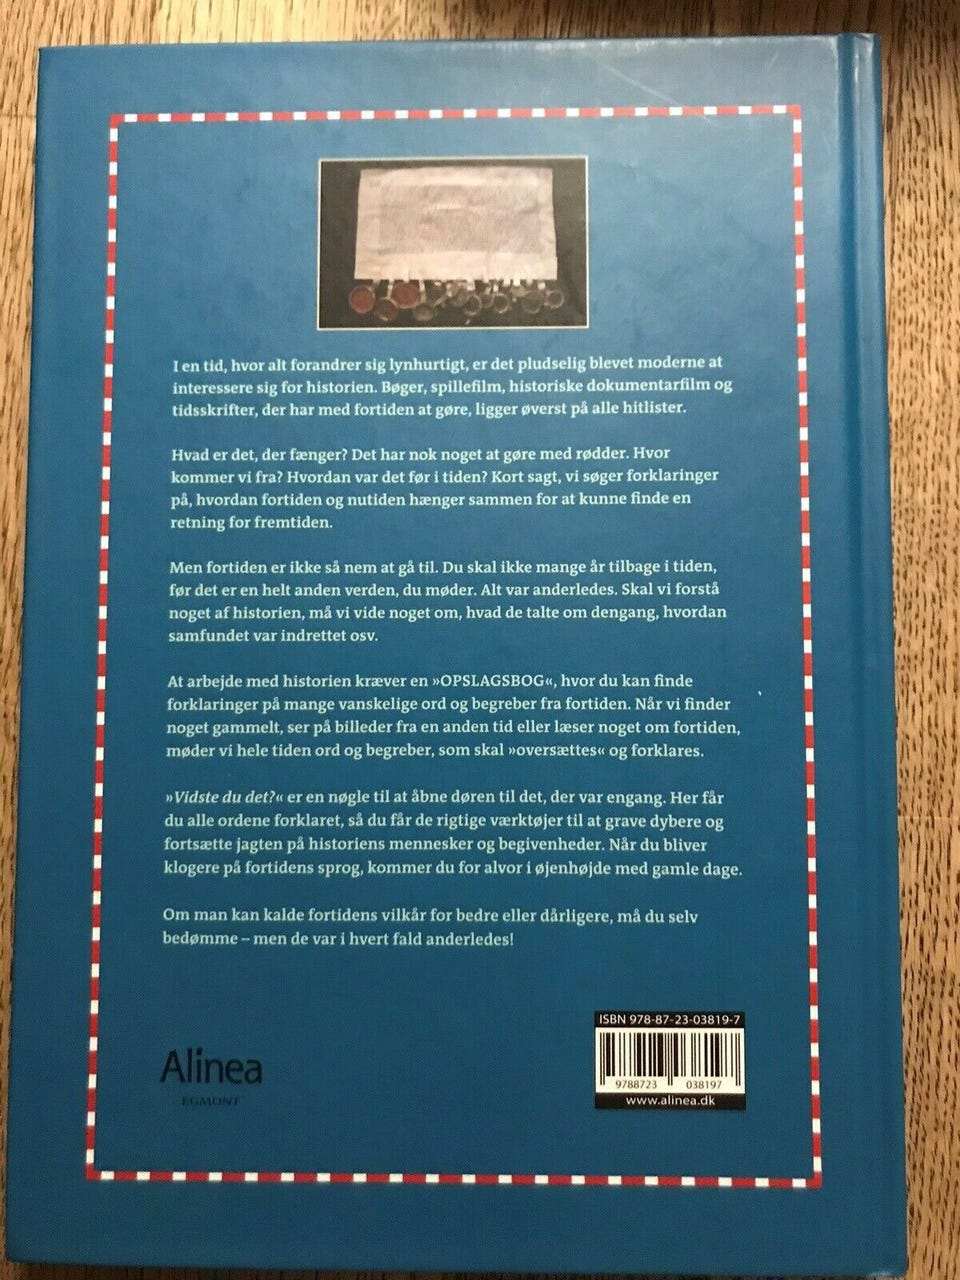 I en tid, hvor alt forandrer sig lynhurtigt, er det pludselig blevet moderne at
interessere sig for historien. Bøger, spillefilm, historiske dokumentarfilm og
tidsskrifter, der har med fortiden at gøre, ligger øverst på alle hitlister.
Hvad er det, der fænger? Det har nok noget at gøre med rødder. Hvor
kommer vi fra? Hvordan var det før i tiden? Kort sagt, vi søger forklaringer
på, hvordan fortiden og nutiden hænger sammen for at kunne finde en
retning for fremtiden.
Men fortiden er ikke så nem at gå til. Du skal ikke mange år tilbage i tiden,
før det er en helt anden verden, du møder. Alt var anderledes. Skal vi forstå
noget af historien, må vi vide noget om, hvad de talte om dengang, hvordan
samfundet var indrettet osv.
At arbejde med historien kræver en »OPSLAGSBOG«, hvor du kan finde
forklaringer på mange vanskelige ord og begreber fra fortiden. Når vi finder
noget gammelt, ser på billeder fra en anden tid eller læser noget om fortiden,
møder vi hele tiden ord og begreber, som skal »oversættes« og forklares.
»Vidste du det?« er en nøgle til at åbne døren til det, der var engang. Her får
du alle ordene forklaret, så du får de rigtige værktøjer til at grave dybere og
fortsætte jagten på historiens mennesker og begivenheder. Når du bliver
klogere på fortidens sprog, kommer du for alvor i øjenhøjde med gamle dage.
Om man kan kalde fortidens vilkår for bedre eller dårligere, må du selv
bedømme – men de var i hvert fald anderledes!
ISBN 978-87-23-03819-7
9788723 038197
www.alinea.dk
Alinea
EGMONT